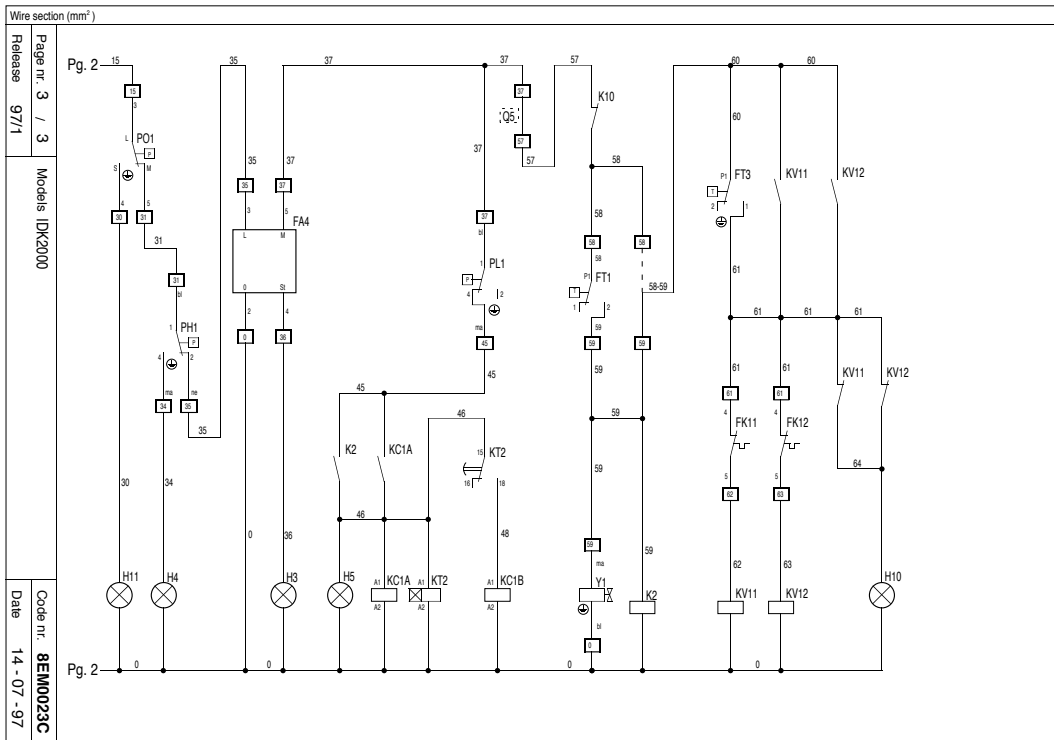 Wire section (mm²)
Page nr. 3 / 3
Release 97/1
Models IDK2000
Code nr. 8EM0023C
Date 14 - 07 - 97
Pg. 2 15 35 37 37 57 60 60
15 37
3 K10
Q5
L PO1 60
P 57
S M 37 57 58
35 37 P1 FT3 KV11 KV12
4 5 35 37 T
30 31 3 5 37 58 2 1
FA4
L M bl 58 58
31 61
1 PL1 58
31 P P1 FT1 58-59
bl 0 St 4 2 T
2 4 1 2
1 PH1 ma 59 61 61 61
P 0 36 45 59 59
4 2
ma ne 45 59 61 61 KV11 KV12
34 35 45 61 61
35 46 59 4 4
FK11 FK12
K2 KC1A 15 KT2
16 18 59 64
30 34 5 5
62 63
46
0 36 48
59
ma 59 62 63
H11 H4 H3 H5 A1 KC1A A1 KT2 A1 KC1B Y1 K2 KV11 KV12 H10
A2 A2 A2
bl
0
Pg. 2 0 0 0 0